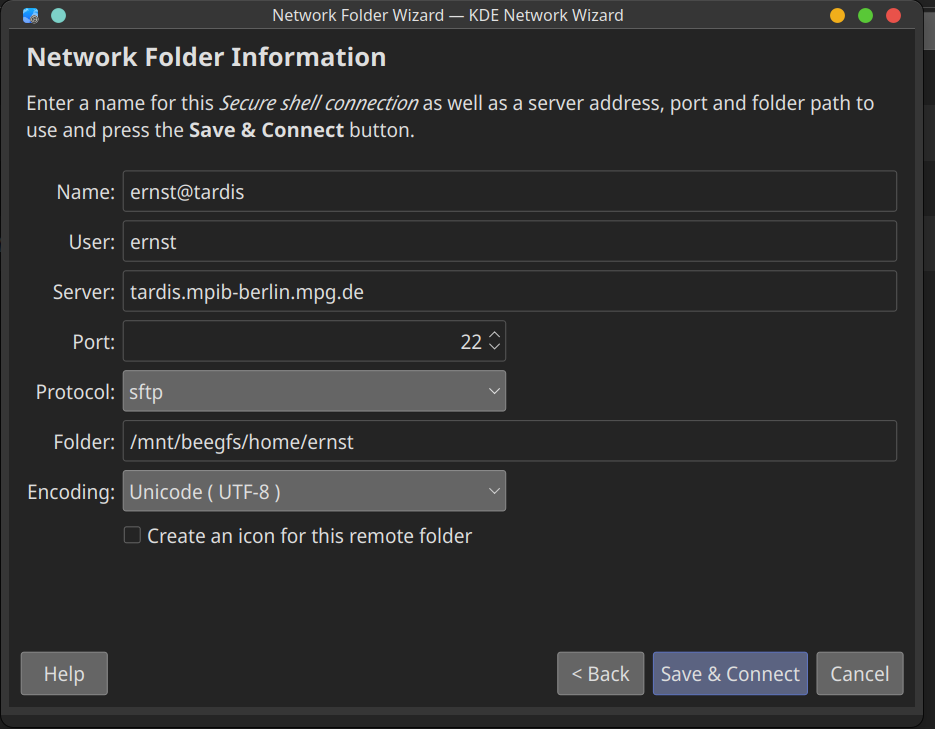 Network Folder Wizard — KDE Network Wizard
Network Folder Information
Enter a name for this Secure shell connection as well as a server address, port and folder path to
use and press the Save & Connect button.
Name: ernst@tardis
User: ernst
Server: tardis.mpib-berlin.mpg.de
Port: 22
Protocol: sftp
Folder: /mnt/beegfs/home/ernst
Encoding: Unicode ( UTF-8 )
Create an icon for this remote folder
Help < Back Save & Connect Cancel